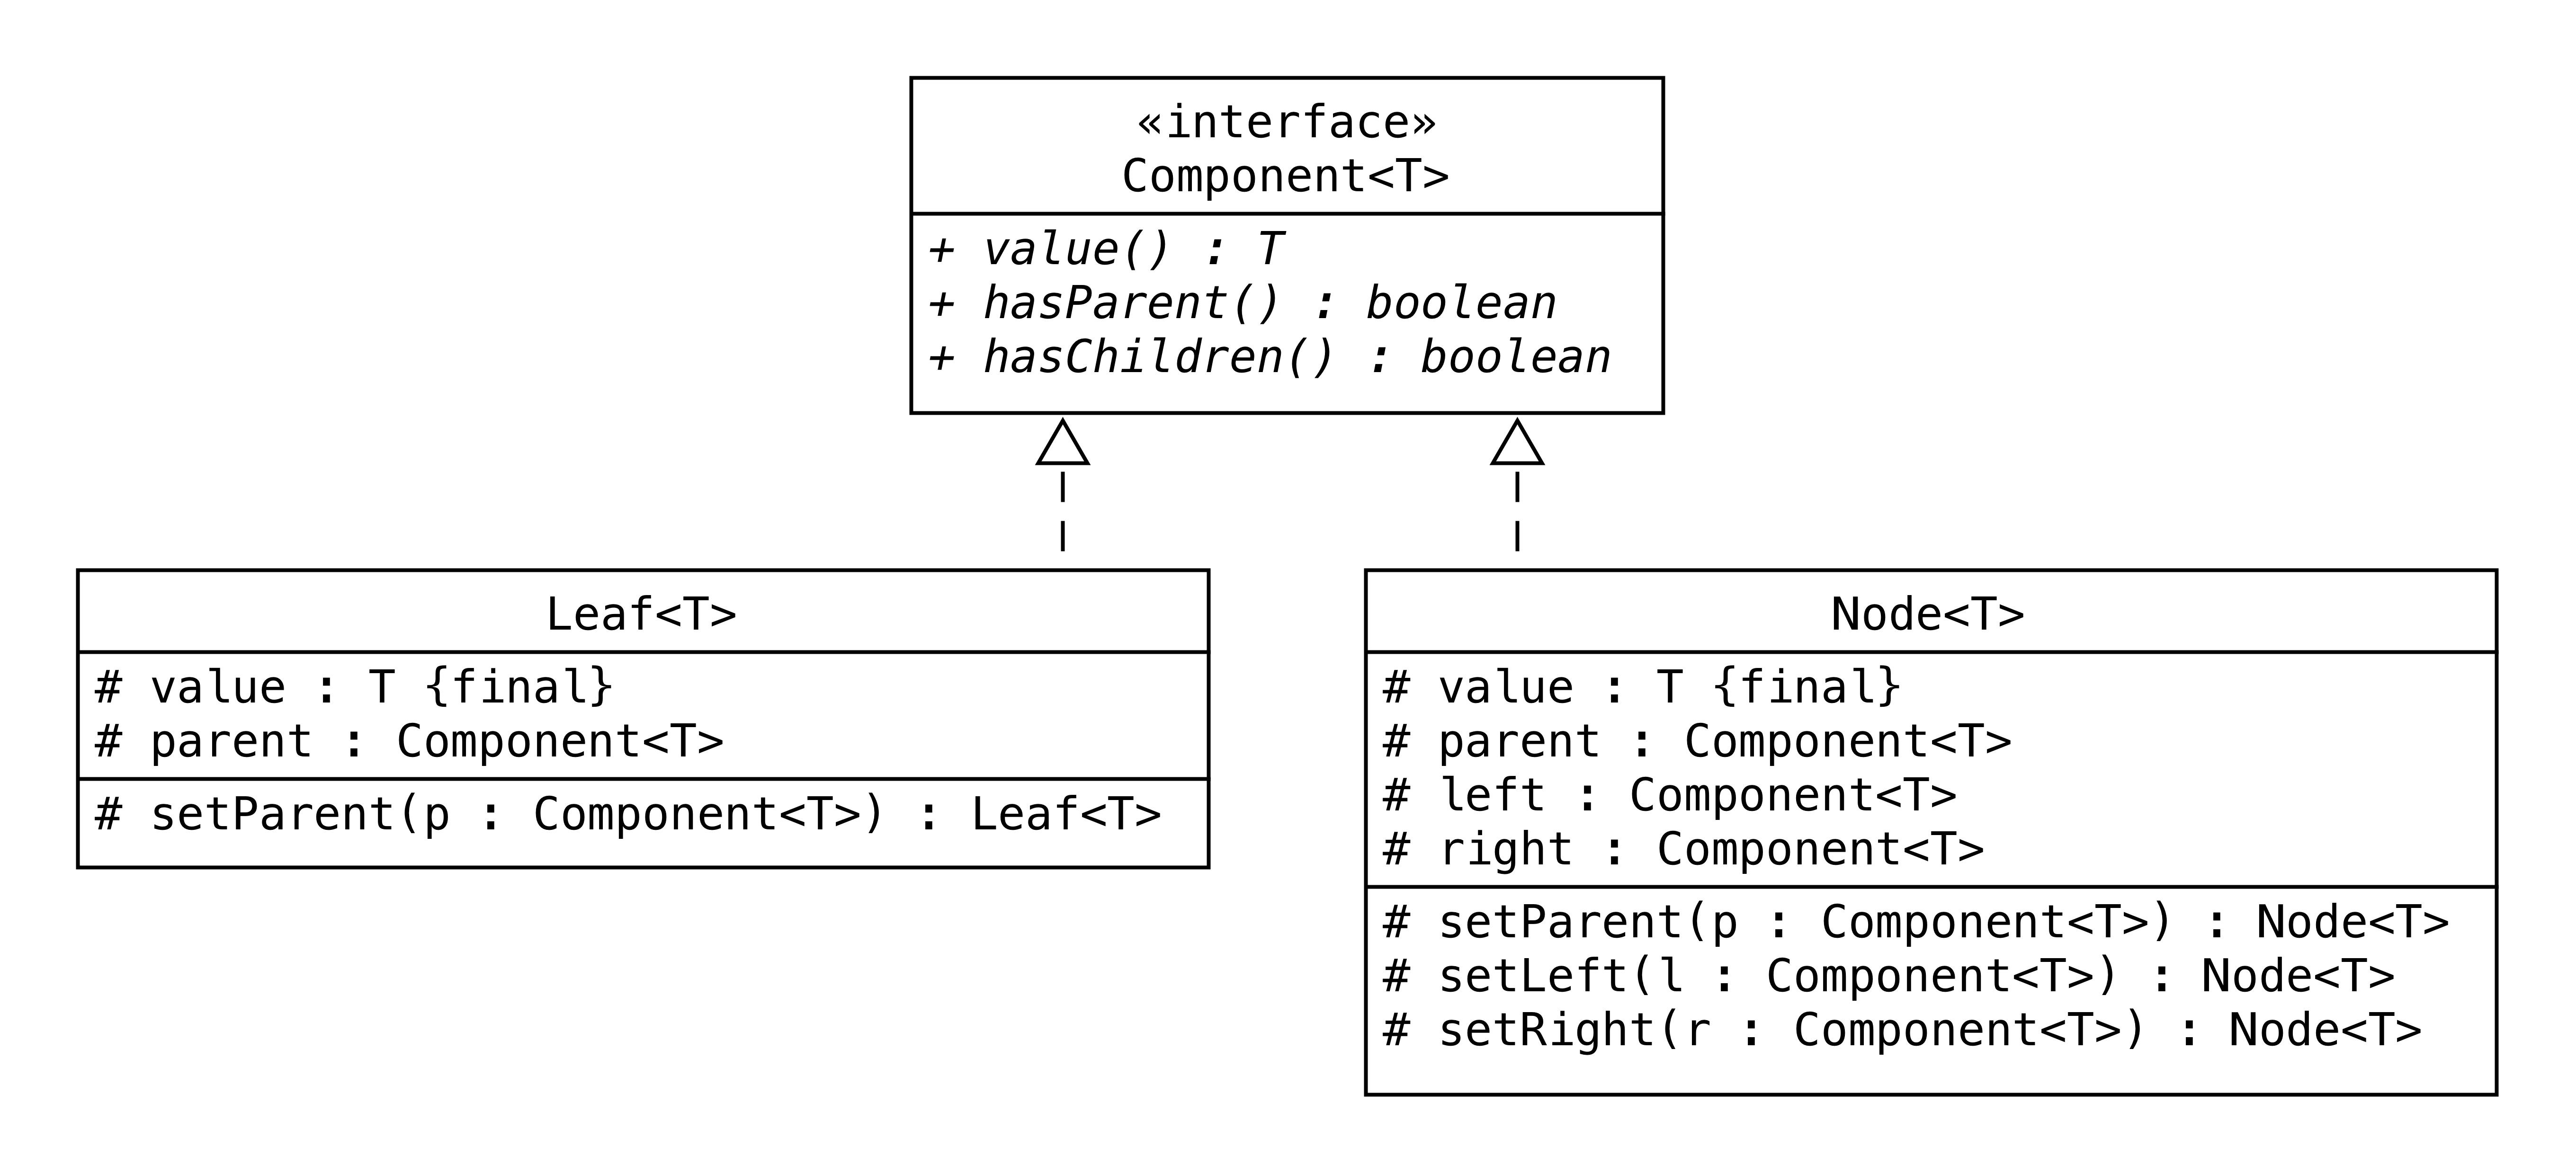 «interface»
Component<T>
+ value() : T
+ hasParent() : boolean
+ hasChildren() : boolean
Leaf<T>
# value : T {final}
# parent : Component<T>
# setParent(p : Component<T>) : Leaf<T>
Node<T>
# value : T {final}
# parent : Component<T>
# left : Component<T>
# right : Component<T>
# setParent(p : Component<T>) : Node<T>
# setLeft(l : Component<T>) : Node<T>
# setRight(r : Component<T>) : Node<T>